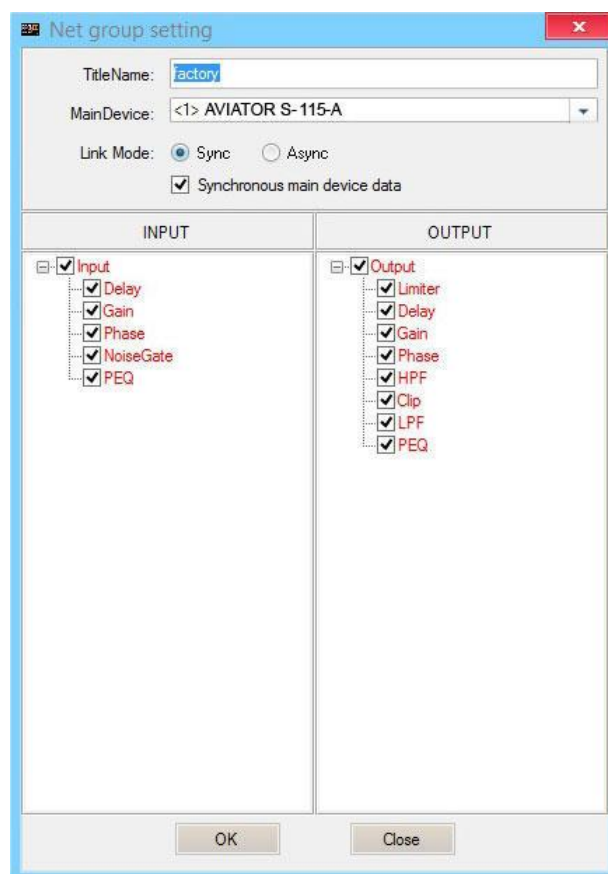 Net group setting
TitleName: factory
MainDevice: <1> AVIATOR S-115-A
Link Mode: Sync Async
Synchronous main device data
INPUT OUTPUT
Input
Delay
Gain
Phase
NoiseGate
PEQ
Output
Limiter
Delay
Gain
Phase
HPF
Clip
LPF
PEQ
OK Close